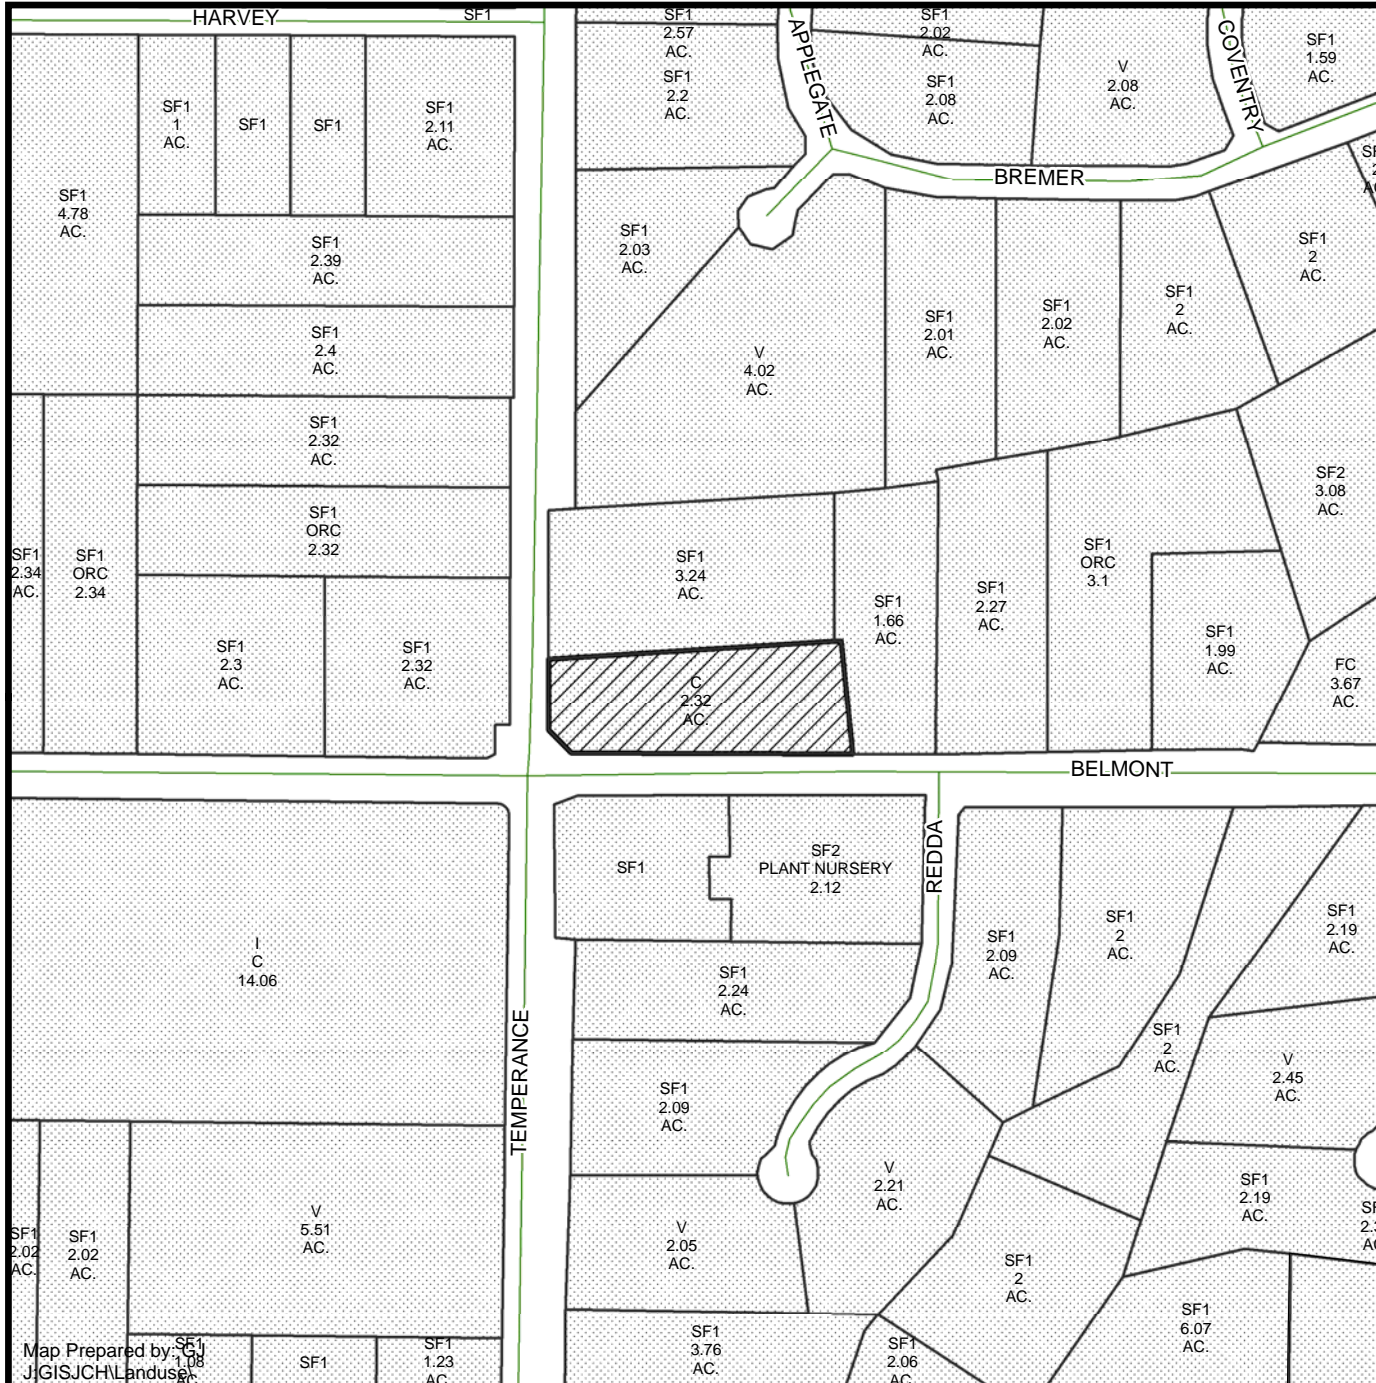 HARVEY
SF1
SF1
2.57
AC.
SF1
2.2
AC.
APPLEGATE
SF1
2.02
AC.
SF1
2.08
AC.
V
2.08
AC.
COVENTRY
SF1
1.59
AC.
SF1
1
AC.
SF1
SF1
SF1
2.11
AC.
BREMER
SF1
4.78
AC.
SF1
2.39
AC.
SF1
2.03
AC.
SF1
2
AC.
SF1
2.4
AC.
V
4.02
AC.
SF1
2.01
AC.
SF1
2.02
AC.
SF1
2
AC.
SF1
2.32
AC.
SF2
3.08
AC.
SF1
ORC
2.32
SF1
2.34
AC.
SF1
ORC
2.34
SF1
3.24
AC.
SF1
1.66
AC.
SF1
2.27
AC.
SF1
ORC
3.1
SF1
2.3
AC.
SF1
2.32
AC.
SF1
1.99
AC.
FC
3.67
AC.
C
2.32
AC.
BELMONT
SF1
SF2
PLANT NURSERY
2.12
REDDA
I
C
14.06
SF1
2.24
AC.
SF1
2.09
AC.
SF1
2
AC.
SF1
2.19
AC.
TEMPERANCE
SF1
2.09
AC.
SF1
2
AC.
V
2.45
AC.
V
2.21
AC.
SF1
2.19
AC.
SF1
2.02
AC.
SF1
2.02
AC.
V
5.51
AC.
V
2.05
AC.
SF1
2
AC.
SF1
6.07
AC.
SF1
1.08
AC.
SF1
SF1
1.23
AC.
SF1
3.76
AC.
SF1
2.06
AC.
Map Prepared by: GJ
J:GISJCH\Landuse\